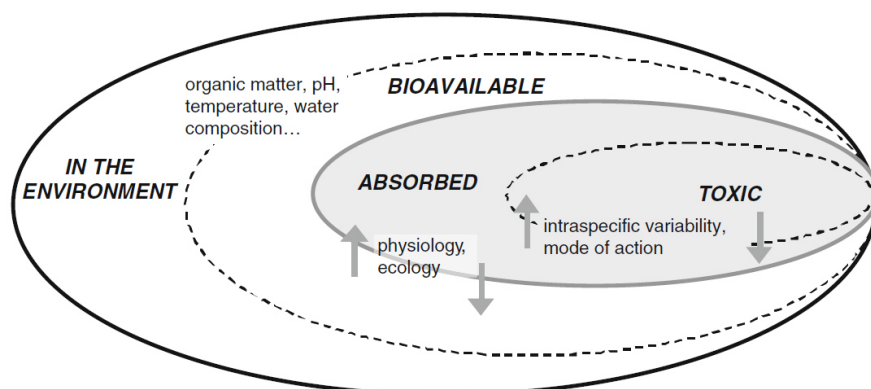 organic matter, pH,
temperature, water
composition...
BIOAVAILABLE
IN THE
ENVIRONMENT
ABSORBED
TOXIC
physiology,
ecology
intraspecific variability,
mode of action